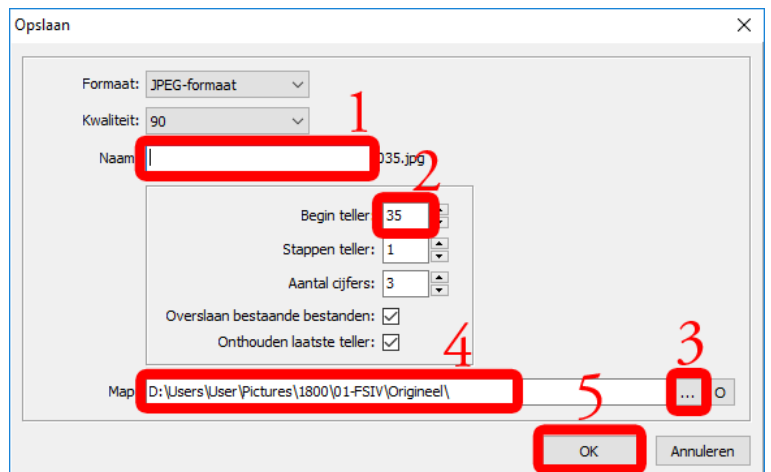 Opslaan
Formaat: JPEG-formaat
Kwaliteit: 90
1
Naam 035.jpg
2
Begin teller: 35
Stappen teller: 1
Aantal cijfers: 3
Overslaan bestaande bestanden:
Onthouden laatste teller:
4 3
Map D:\Users\User\Pictures\1800\01-FSIV\Origineel\ ... O
5
OK Annuleren